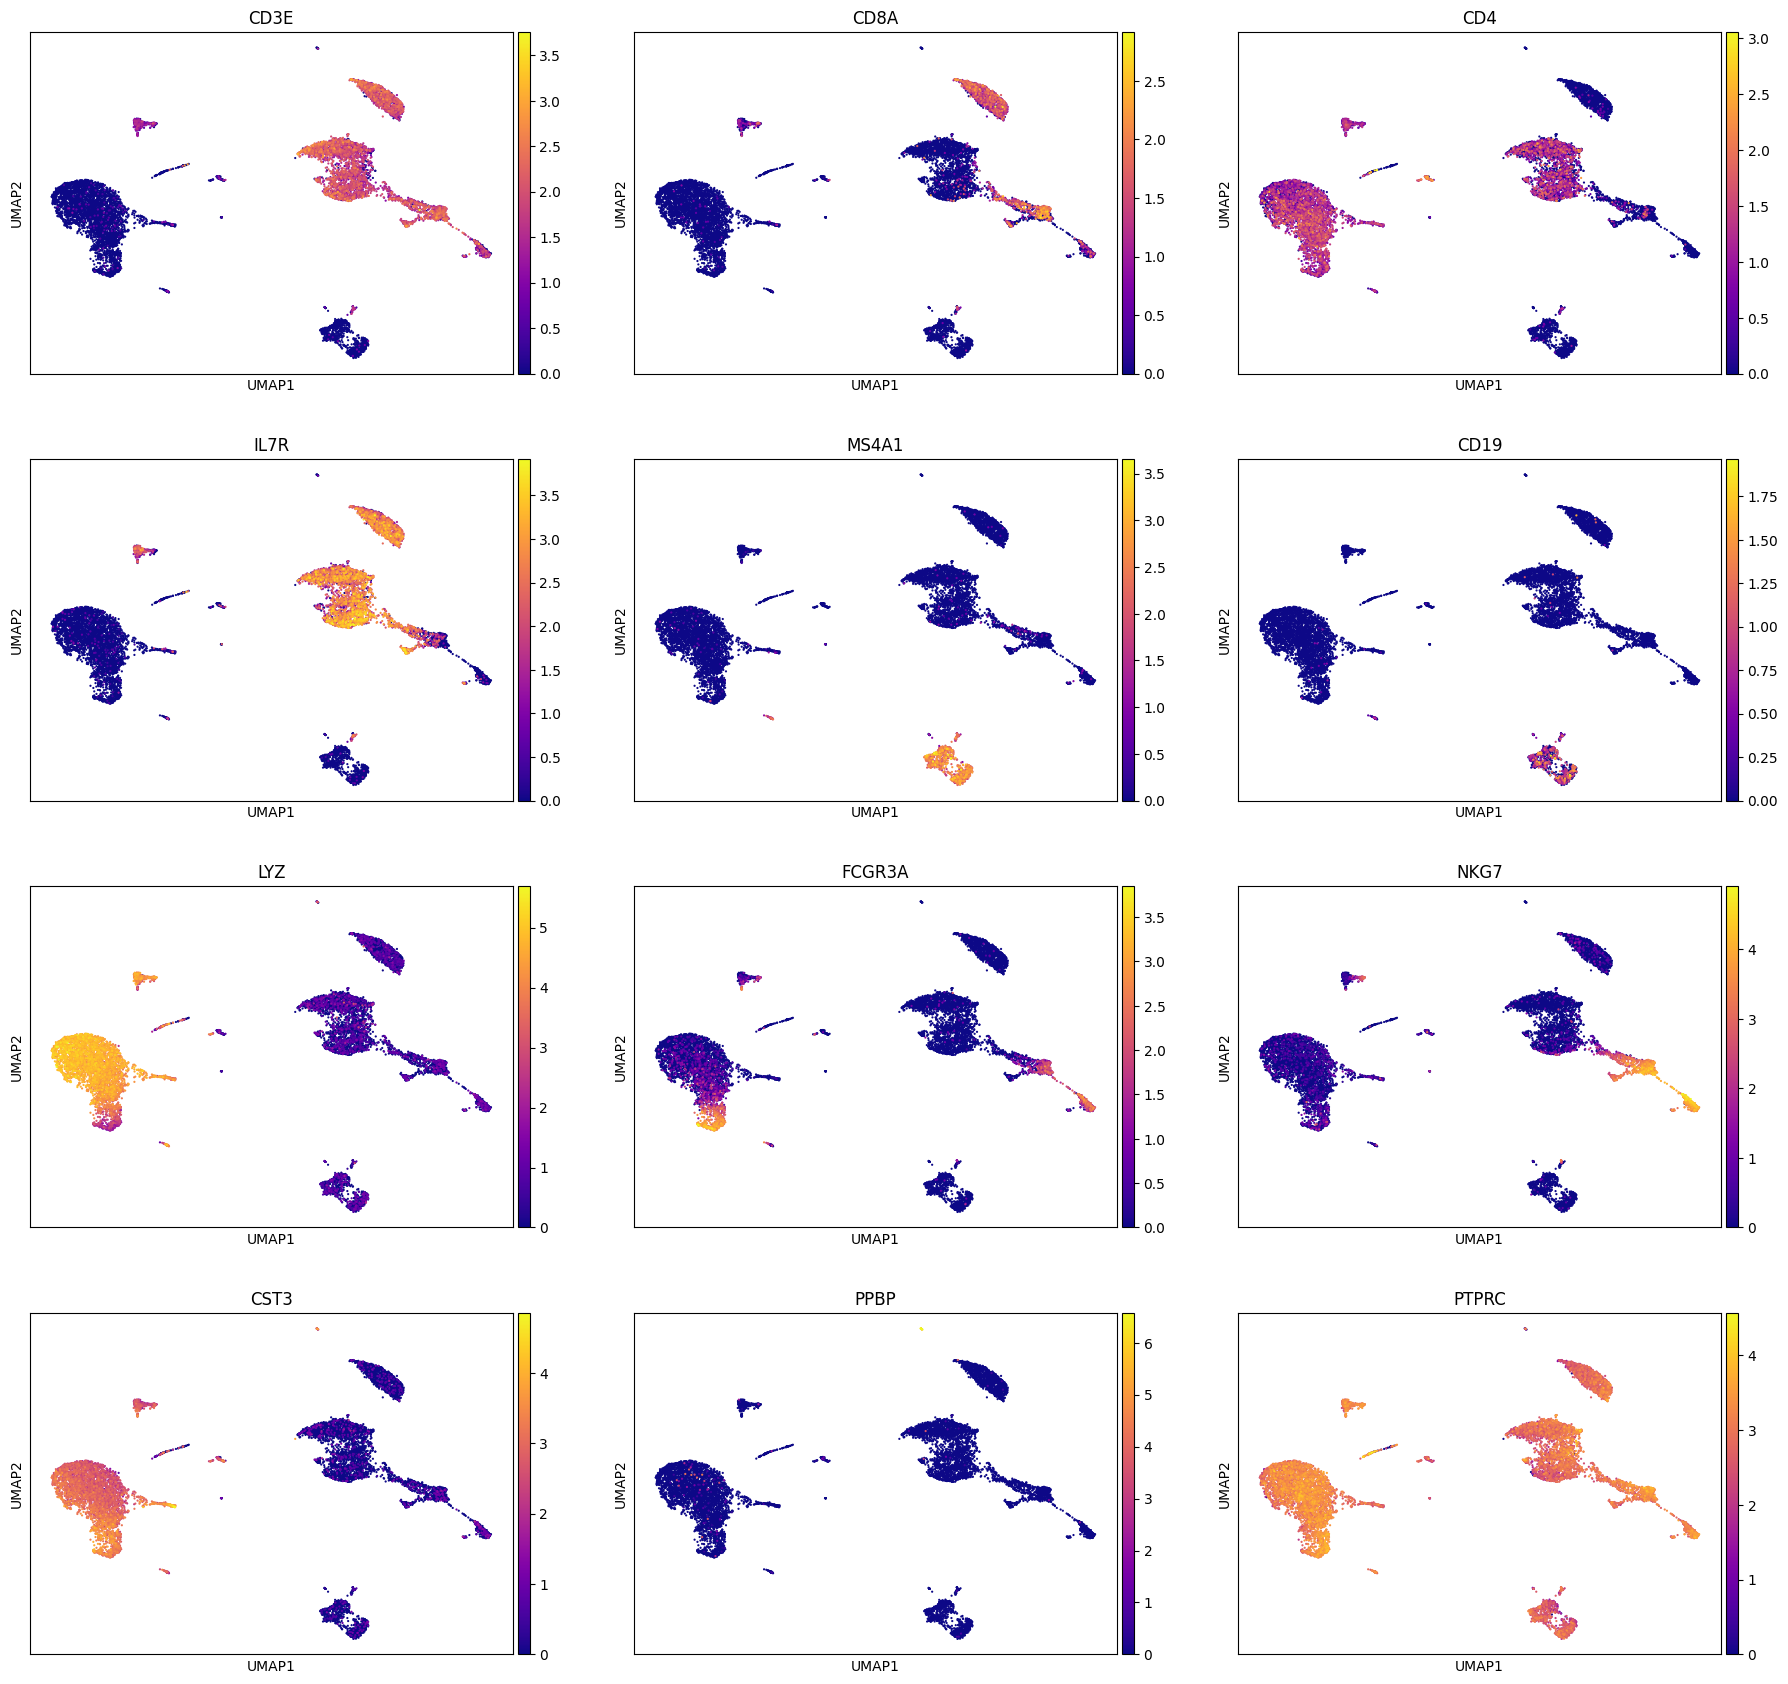 CD3E
CD8A
CD4
UMAP2
UMAP1
3.5
3.0
2.5
2.0
1.5
1.0
0.5
0.0
UMAP2
UMAP1
2.5
2.0
1.5
1.0
0.5
0.0
UMAP2
UMAP1
3.0
2.5
2.0
1.5
1.0
0.5
0.0
IL7R
MS4A1
CD19
UMAP2
UMAP1
3.5
3.0
2.5
2.0
1.5
1.0
0.5
0.0
UMAP2
UMAP1
3.5
3.0
2.5
2.0
1.5
1.0
0.5
0.0
UMAP2
UMAP1
1.75
1.50
1.25
1.00
0.75
0.50
0.25
0.00
LYZ
FCGR3A
NKG7
UMAP2
UMAP1
5
4
3
2
1
0
UMAP2
UMAP1
3.5
3.0
2.5
2.0
1.5
1.0
0.5
0.0
UMAP2
UMAP1
4
3
2
1
0
CST3
PPBP
PTPRC
UMAP2
UMAP1
4
3
2
1
0
UMAP2
UMAP1
6
5
4
3
2
1
0
UMAP2
UMAP1
4
3
2
1
0